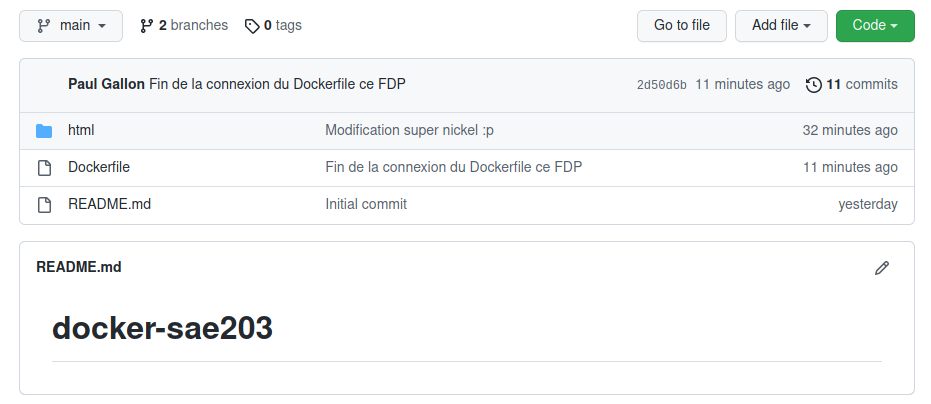 main 2 branches 0 tags Go to file Add file Code
Paul Gallon Fin de la connexion du Dockerfile ce FDP 2d50d6b 11 minutes ago 11 commits
html Modification super nickel :p 32 minutes ago
Dockerfile Fin de la connexion du Dockerfile ce FDP 11 minutes ago
README.md Initial commit yesterday
README.md
docker-sae203